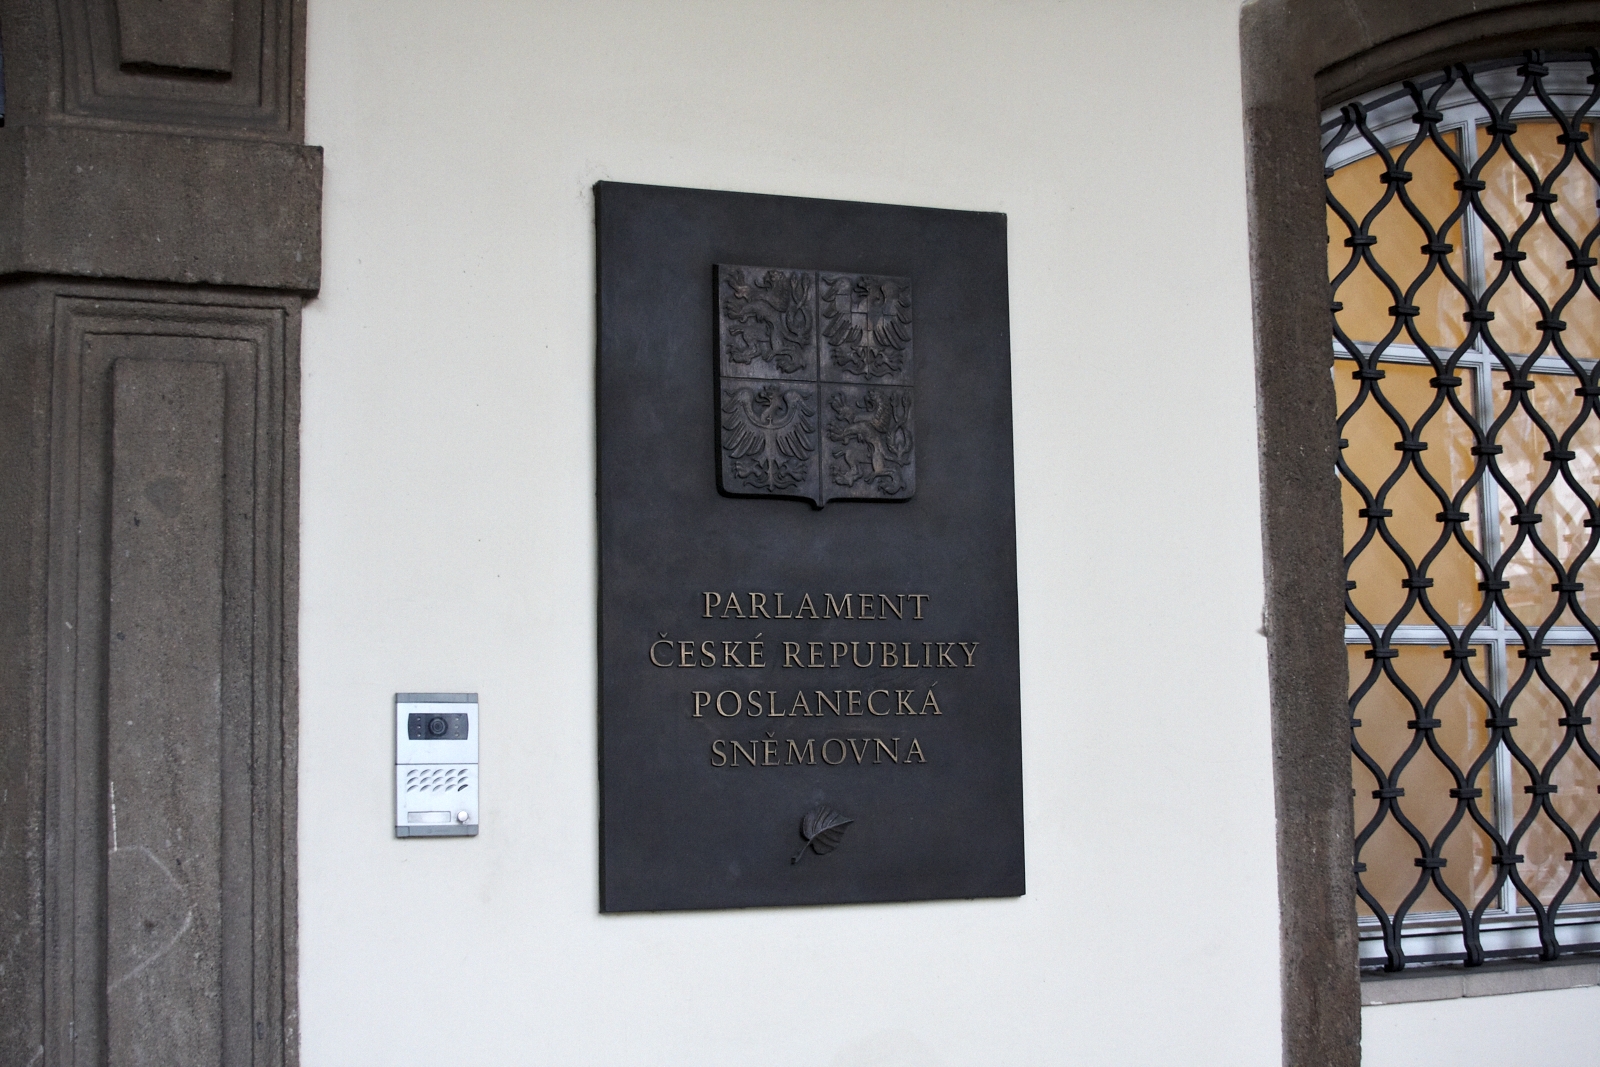 PARLAMENT
ČESKÉ REPUBLIKY
POSLANECKÁ
SNĚMOVNA